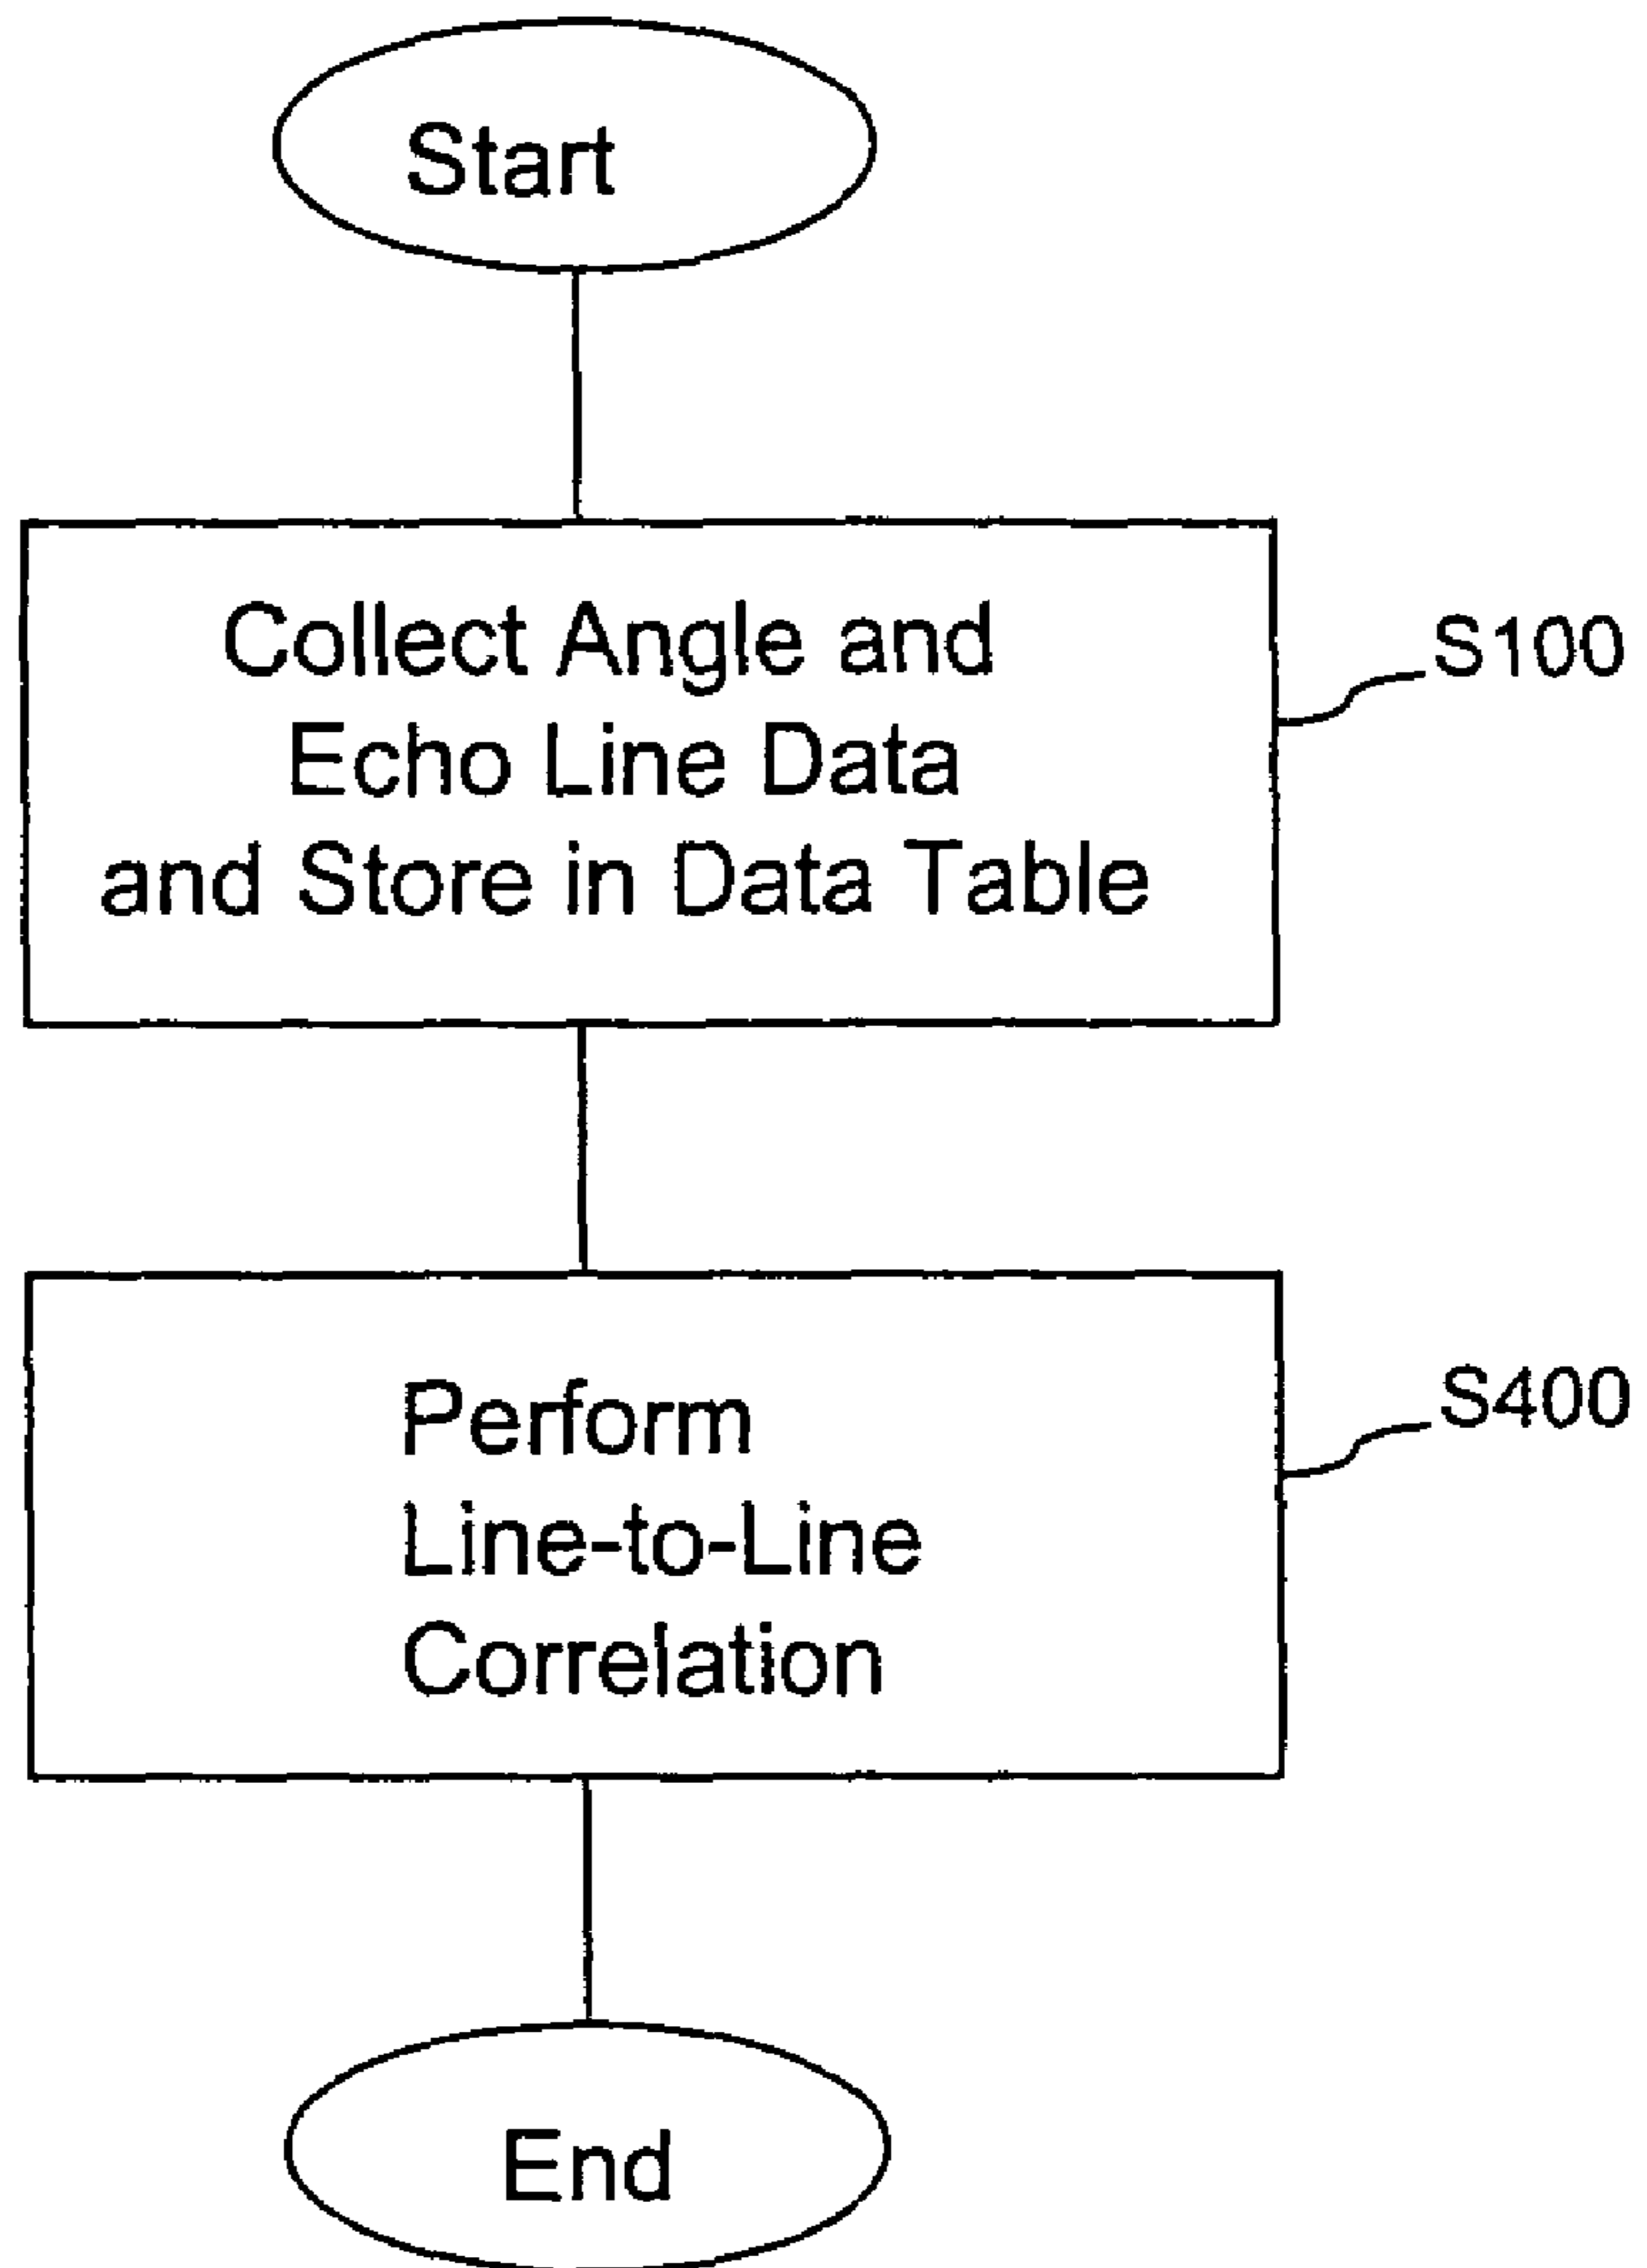 Start
Collect Angle and
Echo Line Data
and Store in Data Table
S100
Perform
Line-to-Line
Correlation
S400
End